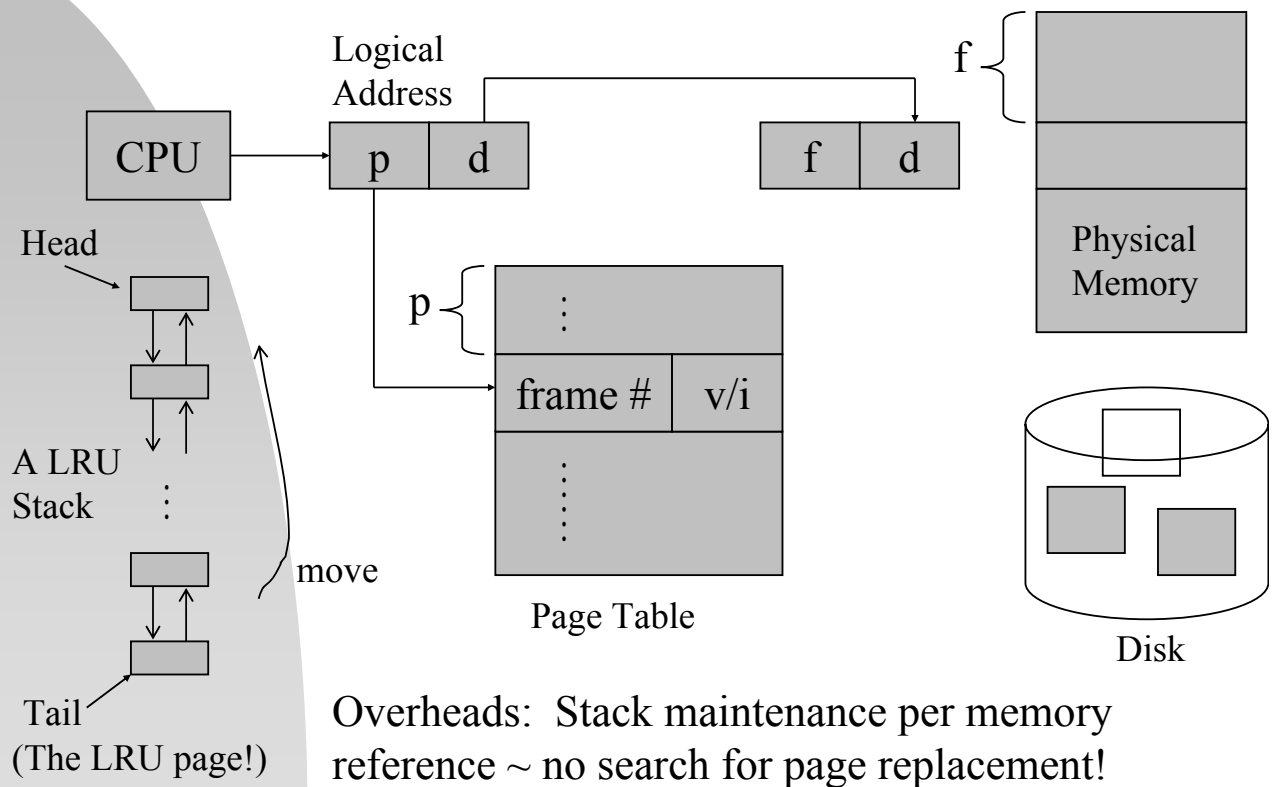 Logical
Address
f
CPU
p
d
f
d
Head
Physical
Memory
p
⋮
frame #
v/i
A LRU
Stack
⋮
⋮
move
Page Table
Disk
Tail
(The LRU page!)
Overheads: Stack maintenance per memory
reference ~ no search for page replacement!